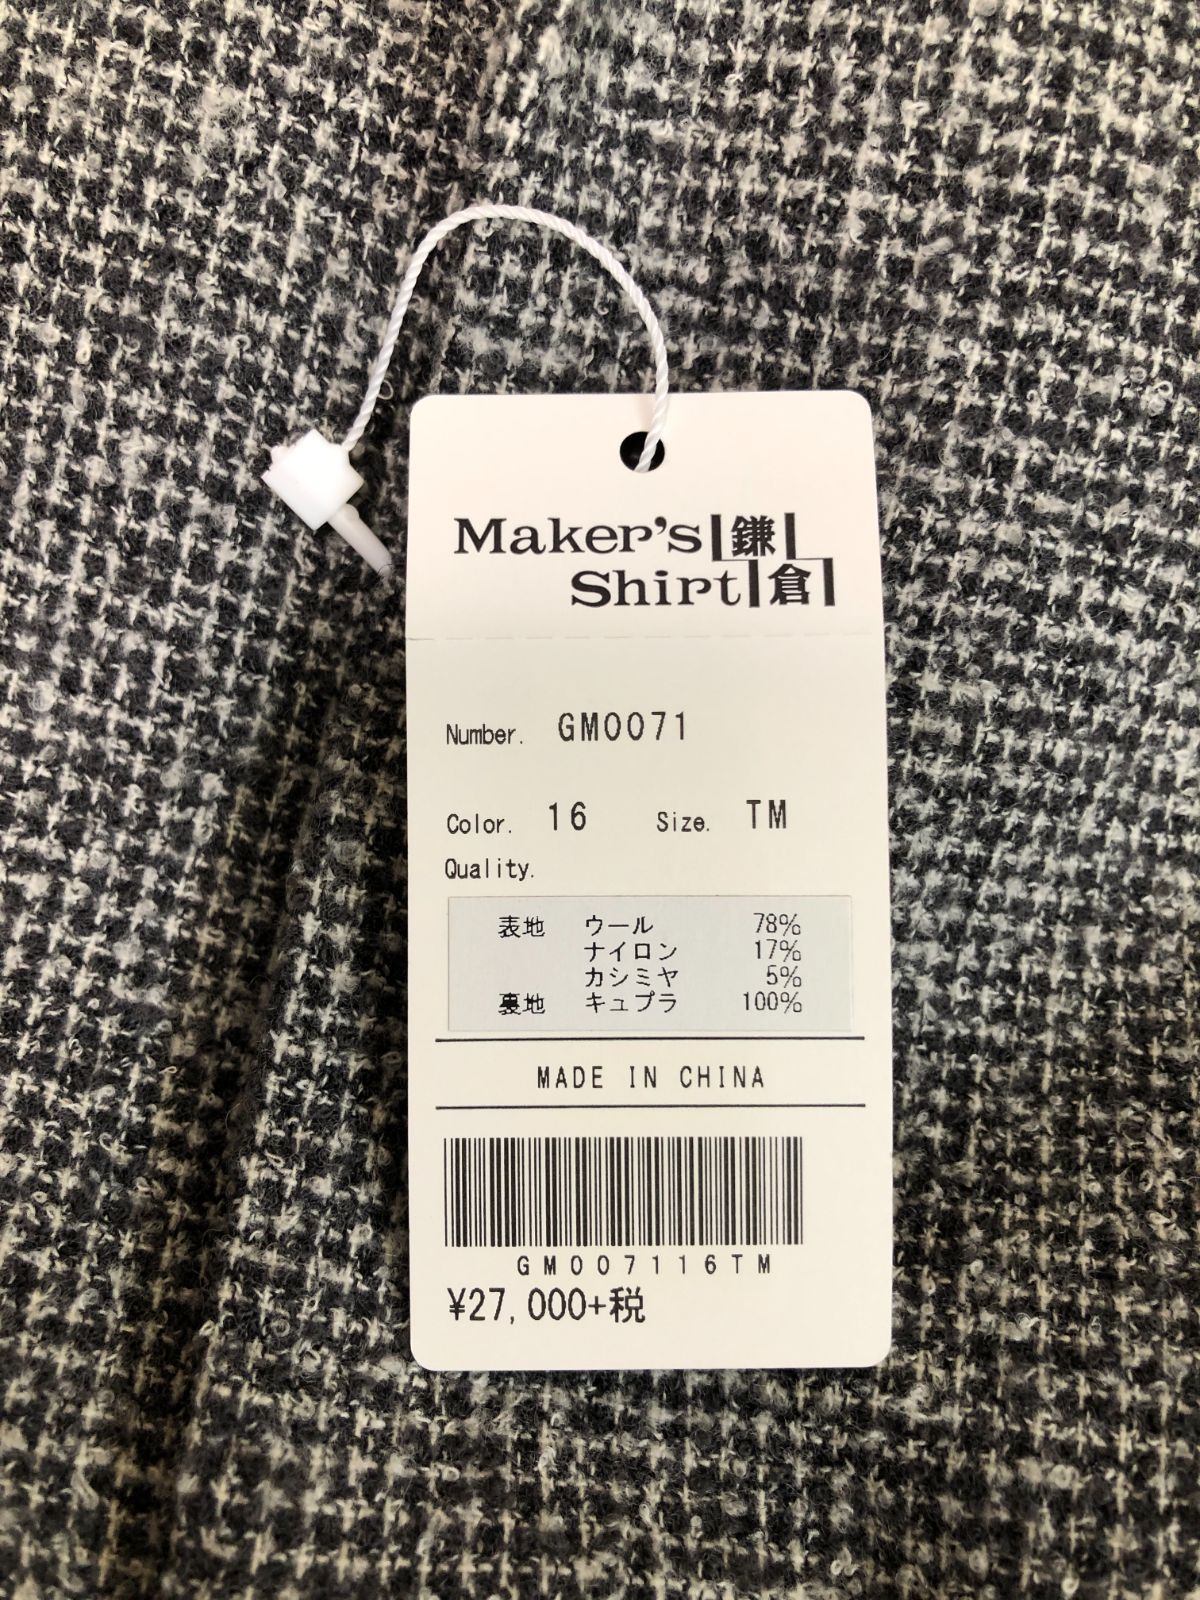 Maker's 鎌
Shirt 倉
Number. GM0071
Color. 16 Size. TM
Quality.
表地 ウール 78%
ナイロン 17%
カシミヤ 5%
裏地 キュプラ 100%
MADE IN CHINA
GM007116TM
¥27,000+税